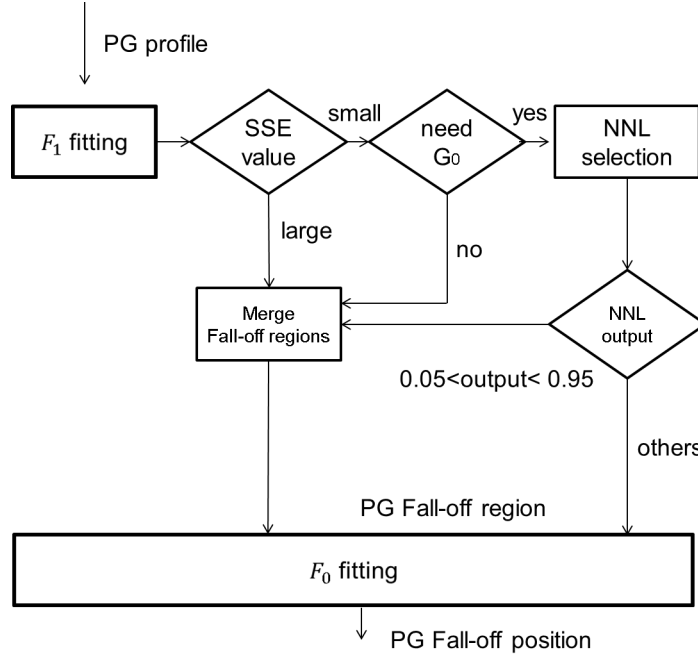 PG profile
F₁ fitting
SSE
value
small
need
G₀
yes
NNL
selection
large
no
Merge
Fall-off regions
NNL
output
0.05<output< 0.95
others
PG Fall-off region
F₀ fitting
PG Fall-off position